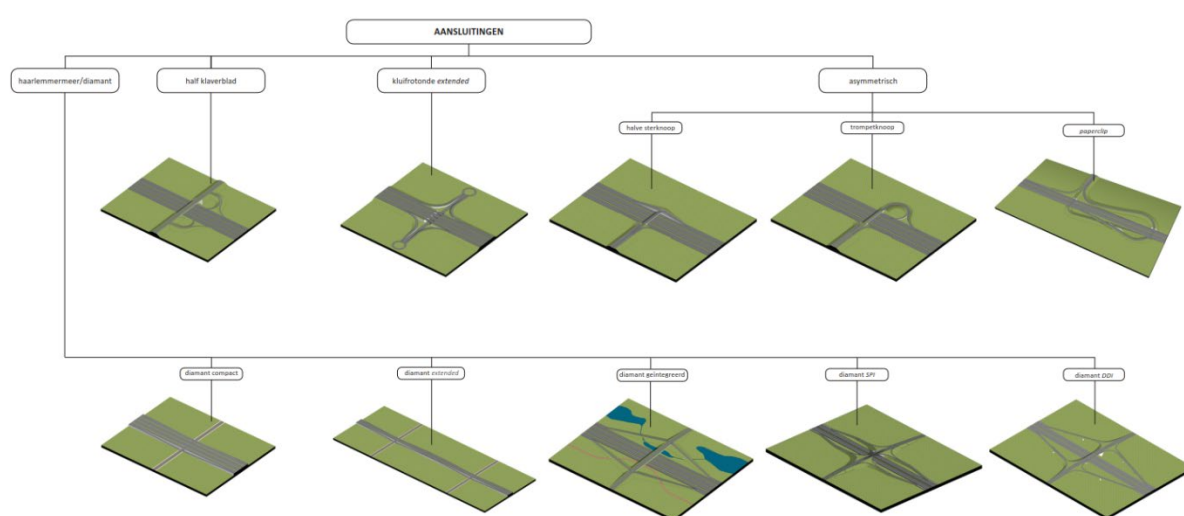 AANSLUITINGEN
haarlemmermeer/diamant
half klaverblad
kluifrotonde extended
asymmetrisch
halve sterknoop
trompetknoop
paperclip
diamant compact
diamant extended
diamant geïntegreerd
diamant SPI
diamant DDI